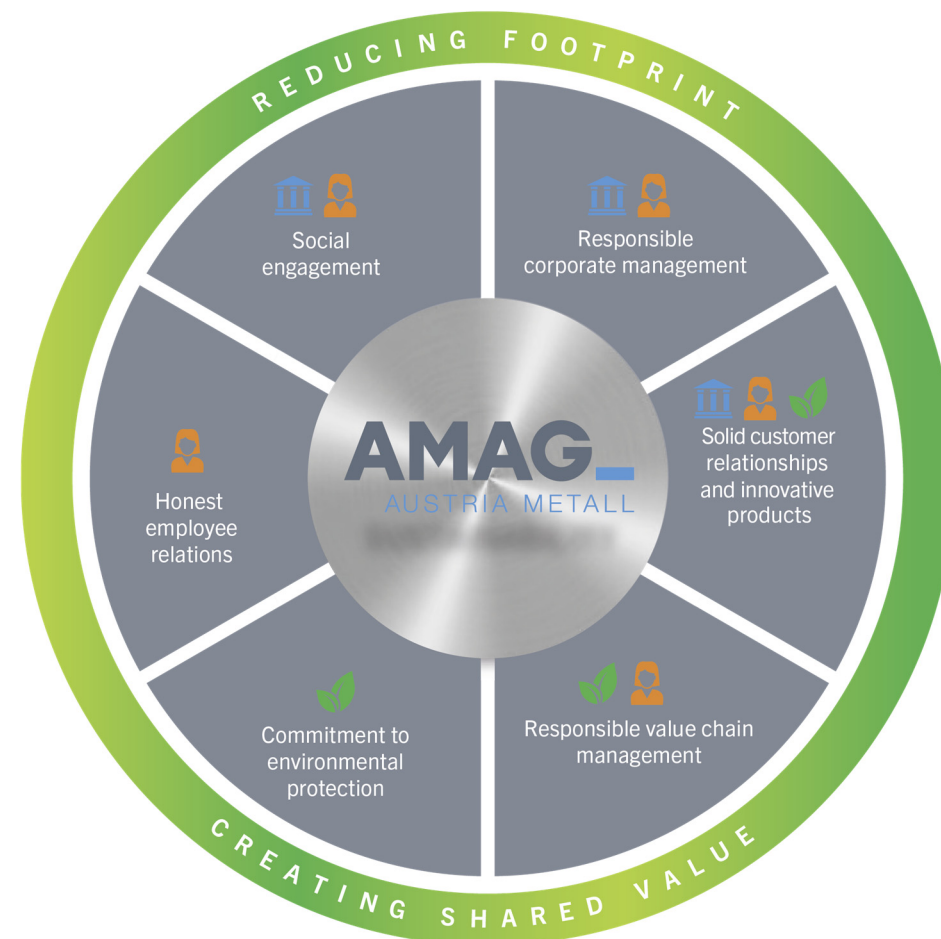 REDUCING FOOTPRINT
Social
engagement
Responsible
corporate management
Solid customer
relationships
and innovative
products
Honest
employee
relations
AMAG_
AUSTRIA METALL
Commitment to
environmental
protection
Responsible value chain
management
CREATING SHARED VALUE